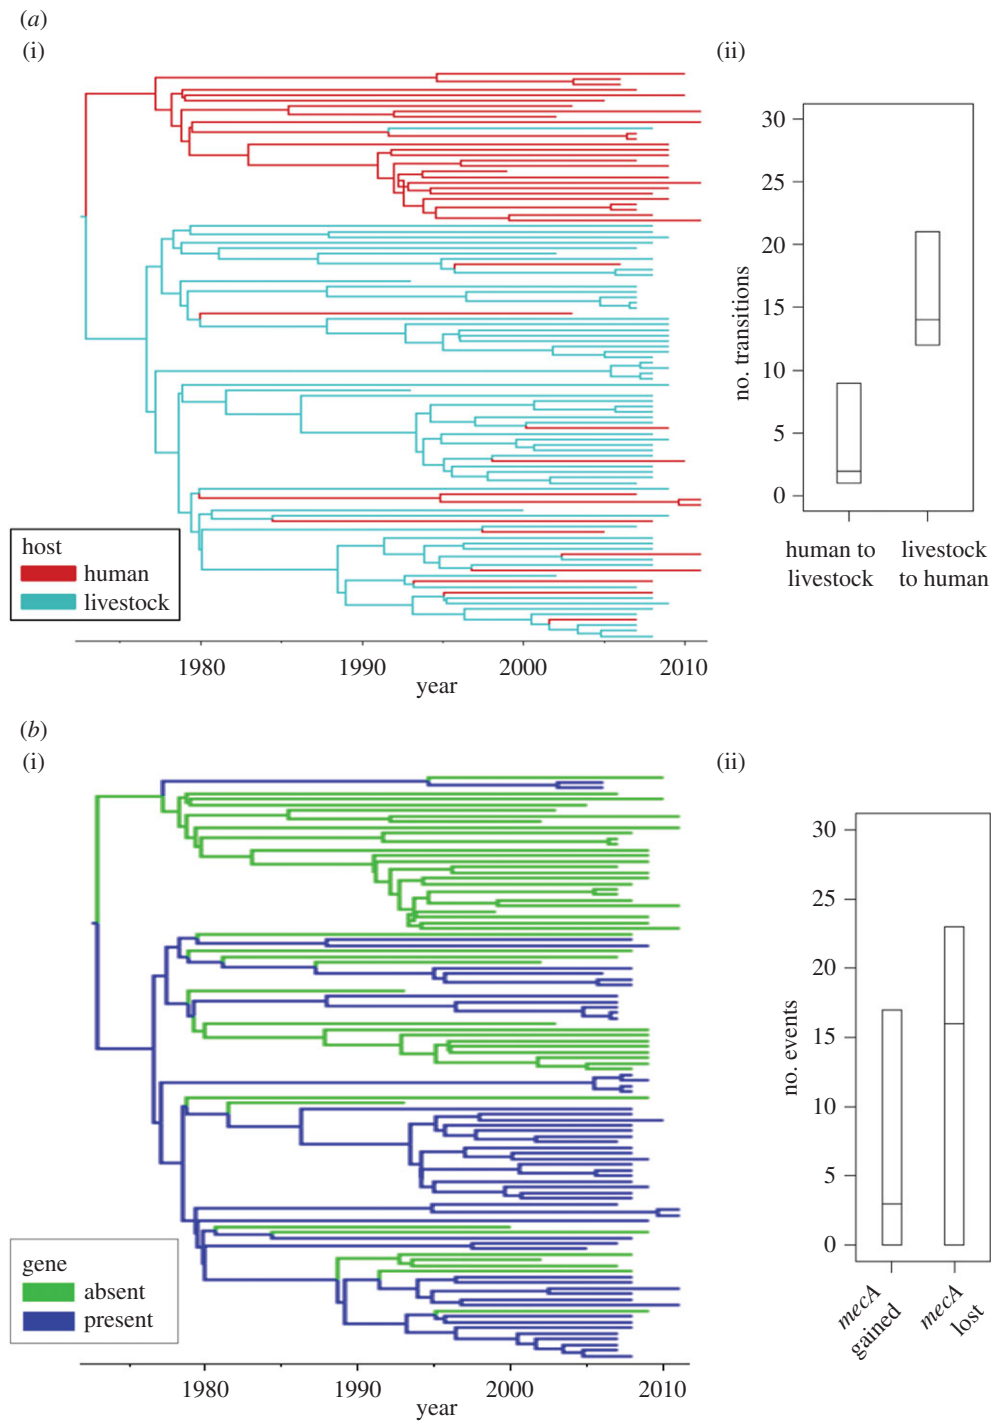 (a)
(i)
(ii)
30
25
20
15
10
5
0
no. transitions
human to
livestock
livestock
to human
host
human
livestock
1980 1990 2000 2010
year
(b)
(i)
(ii)
30
25
20
15
10
5
0
no. events
mecA
gained
mecA
lost
gene
absent
present
1980 1990 2000 2010
year